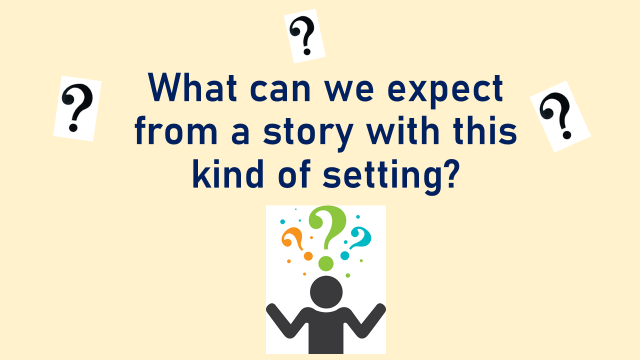 ?
?
?
What can we expect
from a story with this
kind of setting?
? ? ?